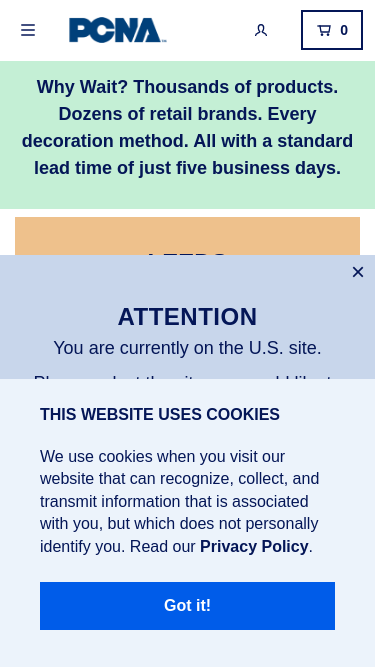 PCNA
0
Why Wait? Thousands of products.
Dozens of retail brands. Every
decoration method. All with a standard
lead time of just five business days.
ATTENTION
You are currently on the U.S. site.
THIS WEBSITE USES COOKIES
We use cookies when you visit our
website that can recognize, collect, and
transmit information that is associated
with you, but which does not personally
identify you. Read our Privacy Policy.
Got it!